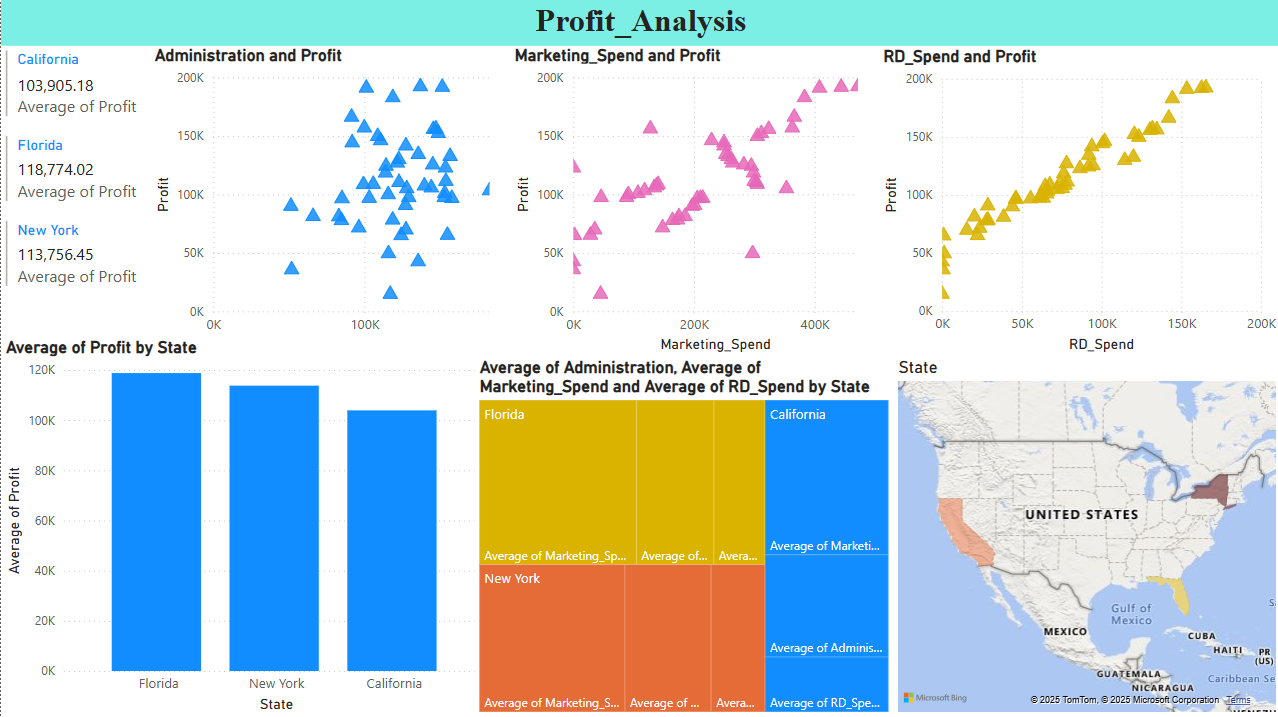 Profit_Analysis
California
103,905.18
Average of Profit
Florida
118,774.02
Average of Profit
New York
113,756.45
Average of Profit
Administration and Profit
Profit
200K
150K
100K
50K
0K
0K
100K
Marketing_Spend and Profit
Profit
200K
150K
100K
50K
0K
0K
200K
400K
Marketing_Spend
RD_Spend and Profit
Profit
200K
150K
100K
50K
0K
0K
50K
100K
150K
200K
RD_Spend
Average of Profit by State
Average of Profit
120K
100K
80K
60K
40K
20K
0K
Florida
New York
California
State
Average of Administration, Average of
Marketing_Spend and Average of RD_Spend by State
Florida
Average of Marketing_Sp...
Average of...
Avera...
New York
Average of Marketing_S...
Average of ...
Avera...
California
Average of Marketi...
Average of Adminis...
Average of RD_Spe...
State
UNITED STATES
Gulf of
Mexico
MEXICO
CUBA
HAITI
PR
(US)
GUATEMALA
NICARAGUA
Caribbean Se
Microsoft Bing
© 2025 TomTom, © 2025 Microsoft Corporation Terms